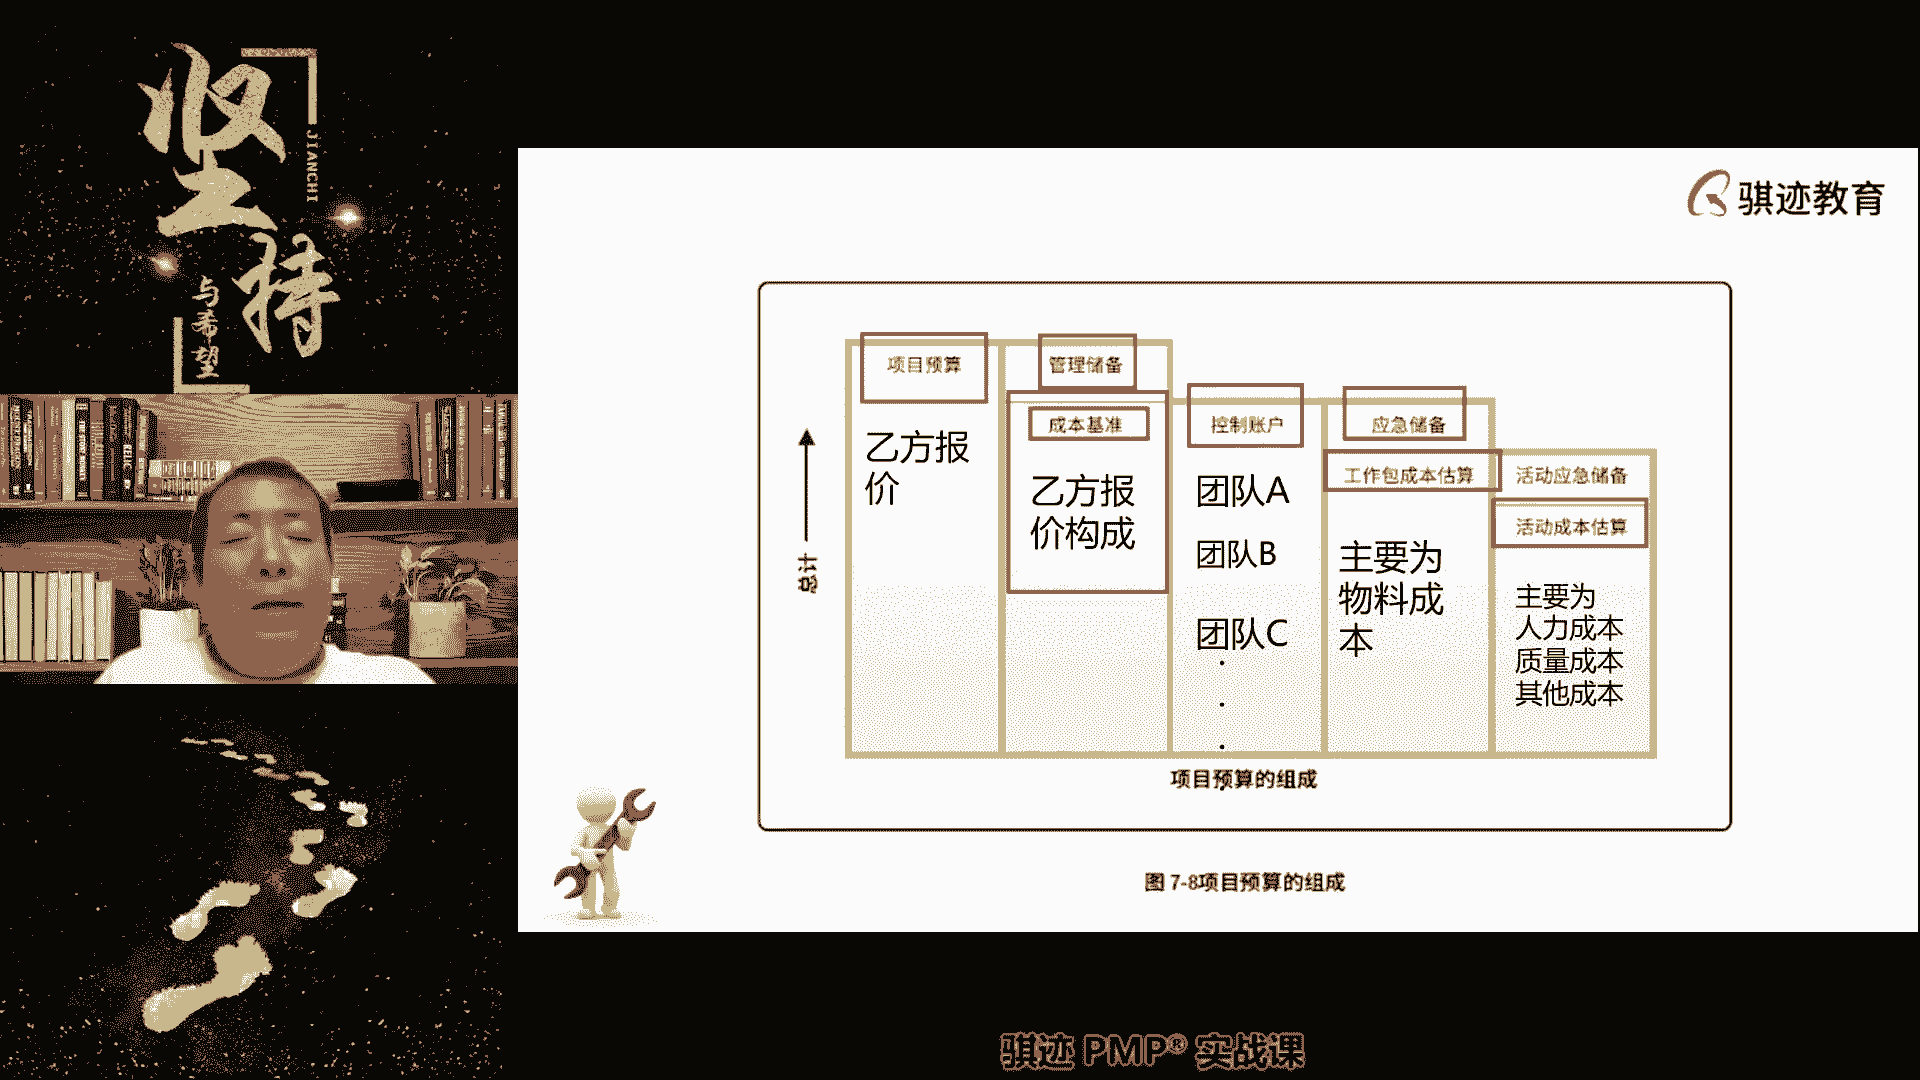 坚
持
JIANCHI
与
希
望
骐迹教育
项目预算
管理储备
成本基准
控制账户
应急储备
工作包成本估算
活动应急储备
活动成本估算
乙方报
价
乙方报
价构成
团队A
团队B
团队C
主要为
物料成
本
主要为
人力成本
质量成本
其他成本
总计
项目预算的组成
图 7-8项目预算的组成
骐迹 PMP® 实战课